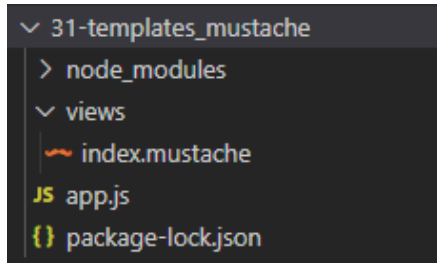 31-templates_mustache
node_modules
views
index.mustache
JS app.js
{} package-lock.json